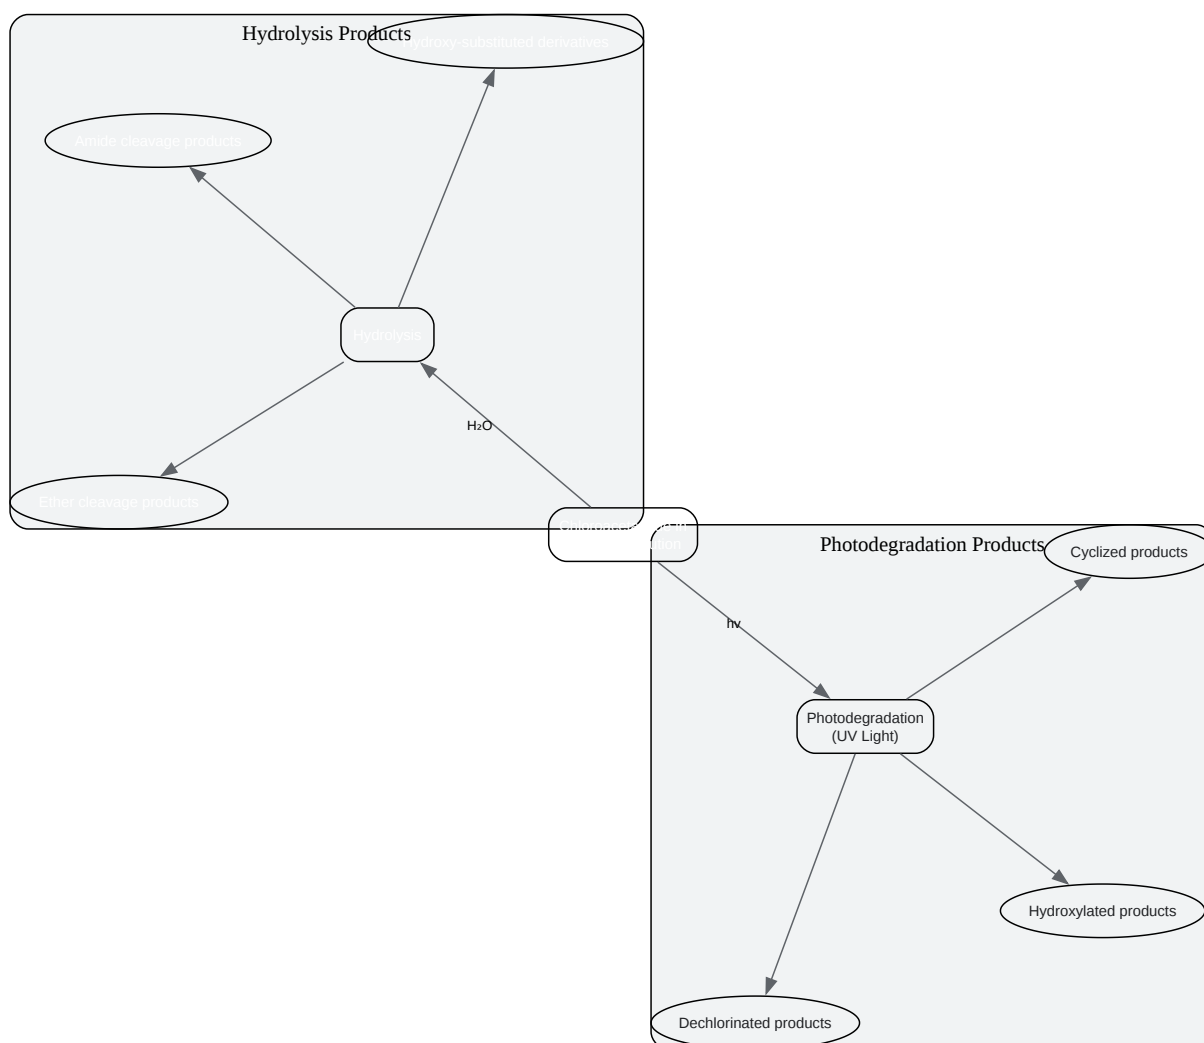 Hydrolysis Products
Hydroxy-substituted derivatives
Amide cleavage products
Hydrolysis
H₂O
Ether cleavage products
Photodegradation Products
Cyclized products
hv
Photodegradation
(UV Light)
Hydroxylated products
Dechlorinated products